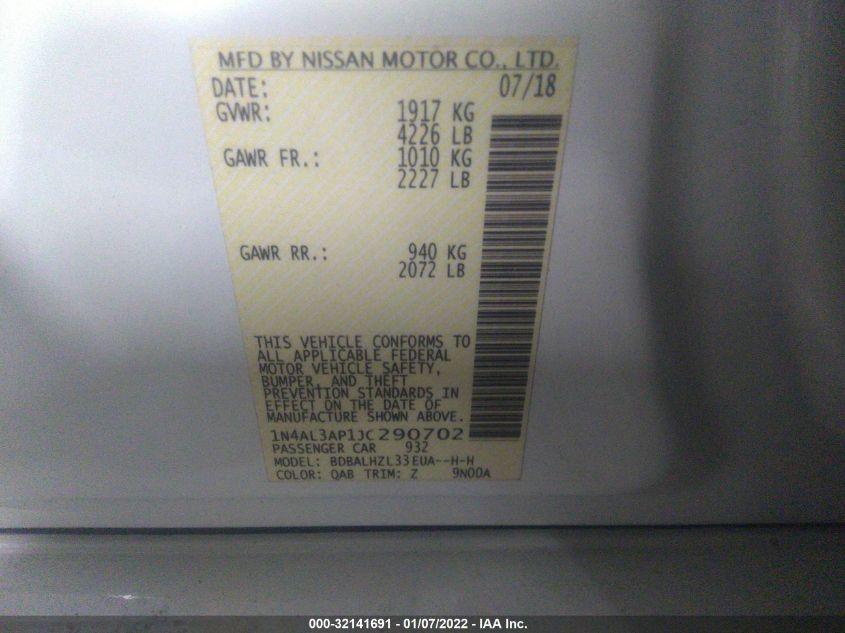 MFD BY NISSAN MOTOR CO., LTD.
DATE: 07/18
GVWR: 1917 KG
4226 LB
GAWR FR.: 1010 KG
2227 LB
GAWR RR.: 940 KG
2072 LB
THIS VEHICLE CONFORMS TO
ALL APPLICABLE FEDERAL
MOTOR VEHICLE SAFETY,
BUMPER, AND THEFT
PREVENTION STANDARDS IN
EFFECT ON THE DATE OF
MANUFACTURE SHOWN ABOVE.
1N4AL3AP1JC290702
PASSENGER CAR 932
MODEL: BDBALHZL33EUA--H-H
COLOR: QAB TRIM: Z 9N00A
000-32141691 - 01/07/2022 - IAA Inc.